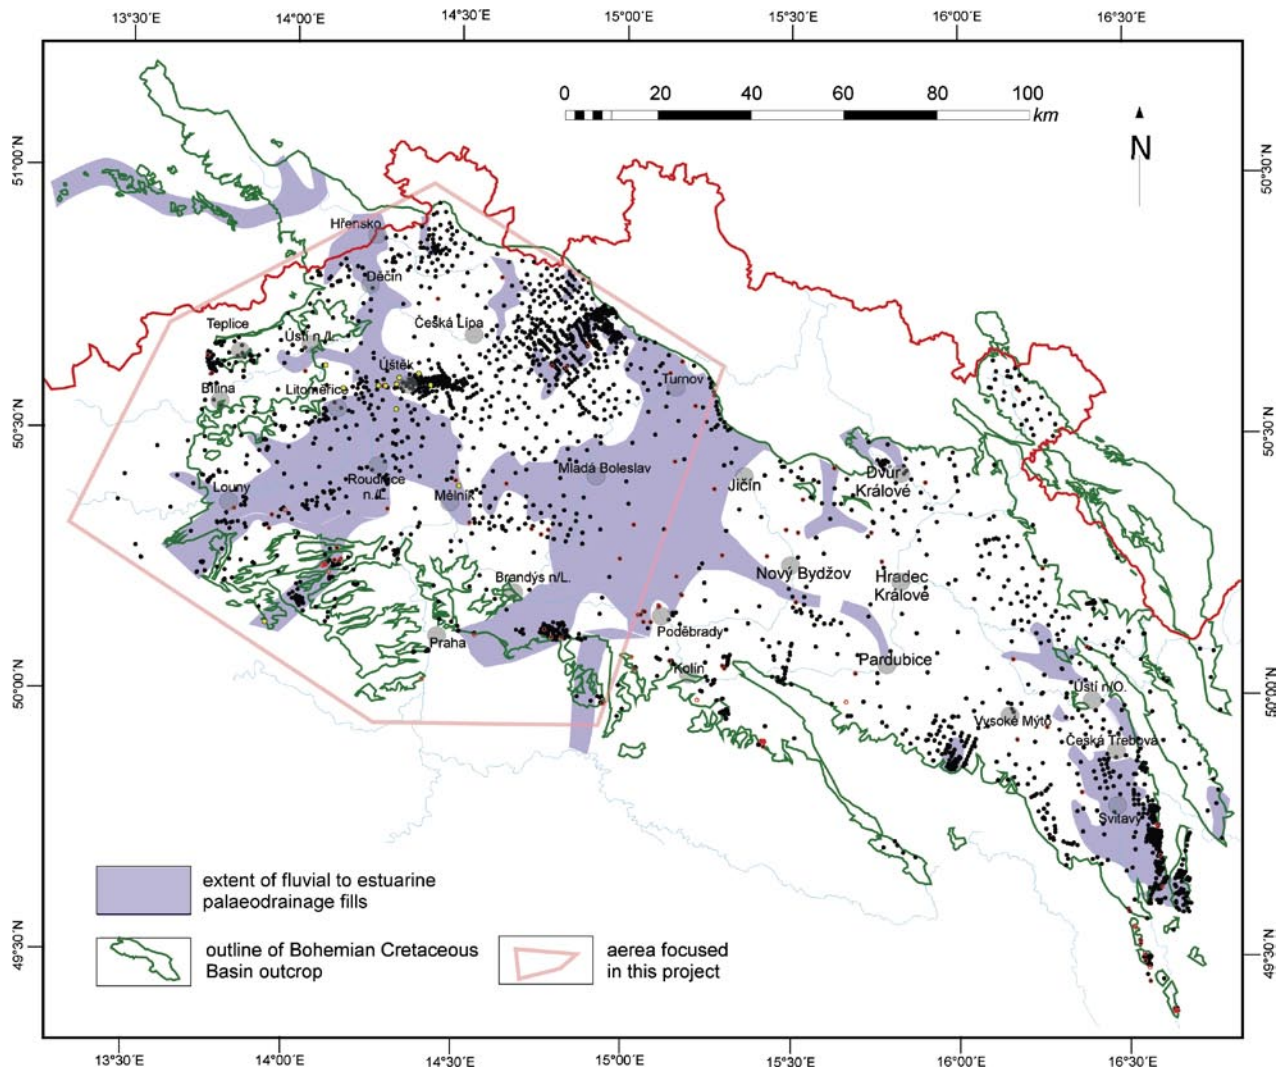 13°30´E
14°00´E
14°30´E
15°00´E
15°30´E
16°00´E
16°30´E
0
20
40
60
80
100
km
N
51°00´N
50°30´N
Hřensko
Děčín
Teplice
Ústí n./L.
Česká Lípa
Úštěk
Bílina
Litoměřice
Turnov
50°30´N
50°30´N
Louny
Roudnice
n./L.
Mělník
Mladá Boleslav
Jičín
Dvůr
Králové
Brandýs n/L.
Nový Bydžov
Hradec
Králové
Praha
Poděbrady
Kolín
Pardubice
50°00´N
50°00´N
Ústí n/O.
Vysoké Mýto
Česká Třebová
Svitavy
extent of fluvial to estuarine
palaeodrainage fills
outline of Bohemian Cretaceous
Basin outcrop
aerea focused
in this project
49°30´N
49°30´N
13°30´E
14°00´E
14°30´E
15°00´E
15°30´E
16°00´E
16°30´E